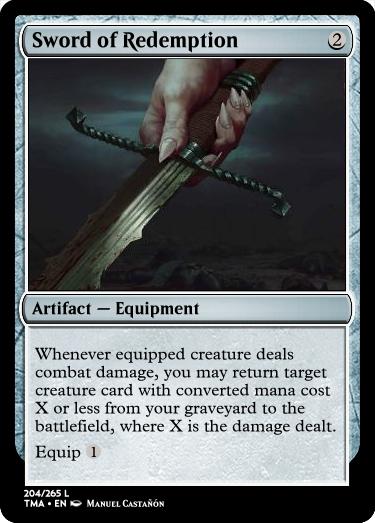 Sword of Redemption 2
Artifact — Equipment
Whenever equipped creature deals
combat damage, you may return target
creature card with converted mana cost
X or less from your graveyard to the
battlefield, where X is the damage dealt.
Equip 1
204/265 L
TMA • EN Manuel Castañón